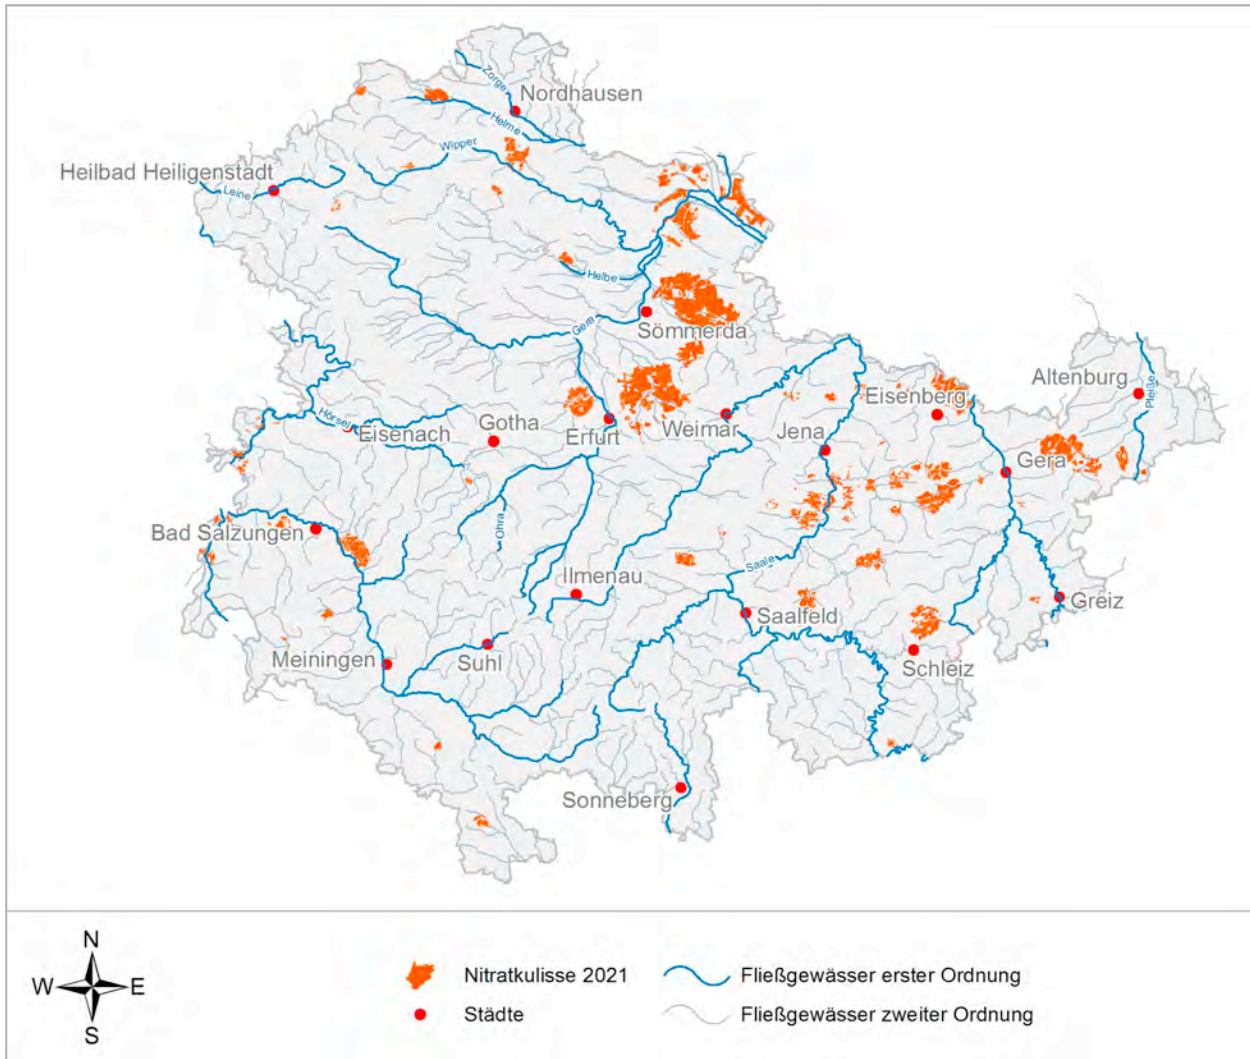 Zorge
Nordhausen
Helme
Wipper
Heilbad Heiligenstadt
Leine
Helbe
Gera
Sömmerda
Altenburg
Pleiße
Eisenberg
Hörsel
Eisenach
Gotha
Erfurt
Weimar
Jena
Gera
Bad Salzungen
Ohra
Ilmenau
Saale
Saalfeld
Greiz
Meiningen
Suhl
Schleiz
Sonneberg
N
W
E
S
Nitratkulisse 2021
Fließgewässer erster Ordnung
Städte
Fließgewässer zweiter Ordnung